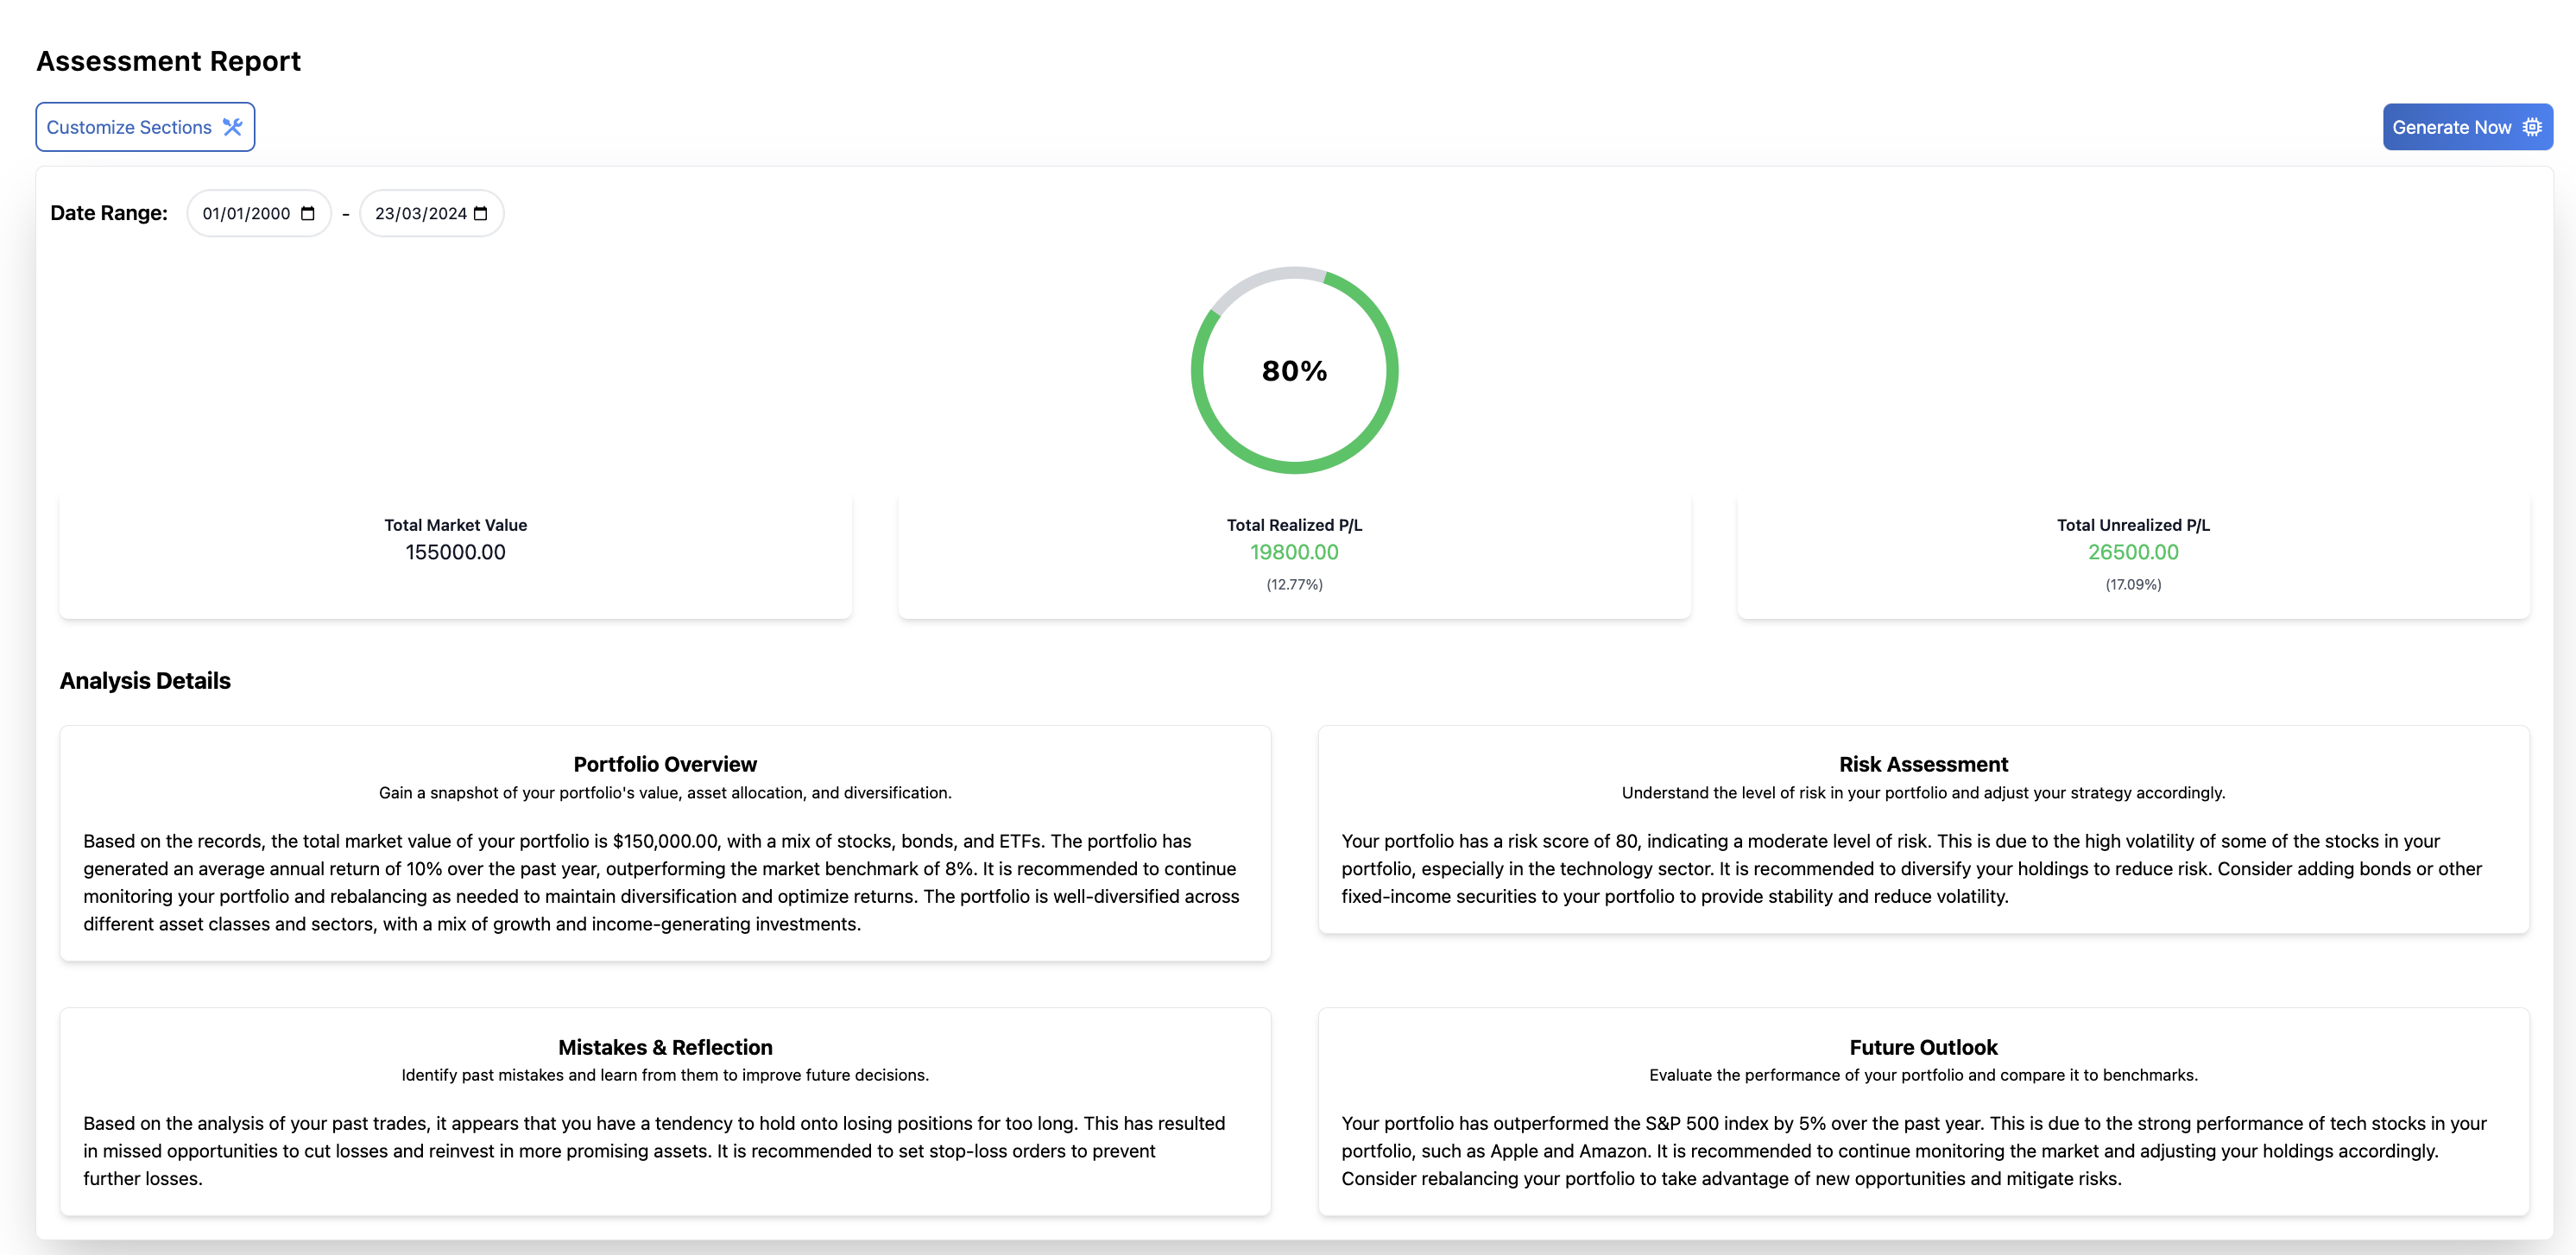 Assessment Report
Customize Sections
Generate Now
Date Range: 01/01/2000 - 23/03/2024
80%
Total Market Value
155000.00
Total Realized P/L
19800.00
(12.77%)
Total Unrealized P/L
26500.00
(17.09%)
Analysis Details
Portfolio Overview
Gain a snapshot of your portfolio's value, asset allocation, and diversification.
Based on the records, the total market value of your portfolio is $150,000.00, with a mix of stocks, bonds, and ETFs. The portfolio has
generated an average annual return of 10% over the past year, outperforming the market benchmark of 8%. It is recommended to continue
monitoring your portfolio and rebalancing as needed to maintain diversification and optimize returns. The portfolio is well-diversified across
different asset classes and sectors, with a mix of growth and income-generating investments.
Risk Assessment
Understand the level of risk in your portfolio and adjust your strategy accordingly.
Your portfolio has a risk score of 80, indicating a moderate level of risk. This is due to the high volatility of some of the stocks in your
portfolio, especially in the technology sector. It is recommended to diversify your holdings to reduce risk. Consider adding bonds or other
fixed-income securities to your portfolio to provide stability and reduce volatility.
Mistakes & Reflection
Identify past mistakes and learn from them to improve future decisions.
Based on the analysis of your past trades, it appears that you have a tendency to hold onto losing positions for too long. This has resulted
in missed opportunities to cut losses and reinvest in more promising assets. It is recommended to set stop-loss orders to prevent
further losses.
Future Outlook
Evaluate the performance of your portfolio and compare it to benchmarks.
Your portfolio has outperformed the S&P 500 index by 5% over the past year. This is due to the strong performance of tech stocks in your
portfolio, such as Apple and Amazon. It is recommended to continue monitoring the market and adjusting your holdings accordingly.
Consider rebalancing your portfolio to take advantage of new opportunities and mitigate risks.